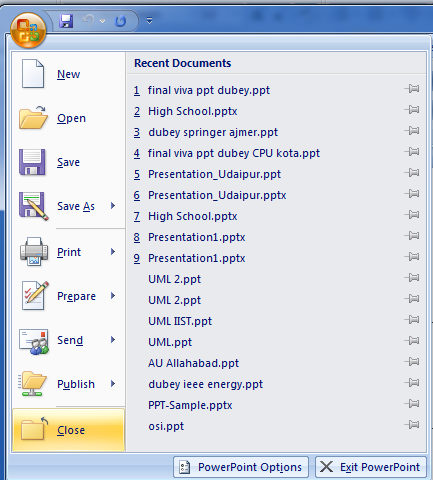 New
Open
Save
Save As
Print
Prepare
Send
Publish
Close
Recent Documents
1 final viva ppt dubey.ppt
2 High School.pptx
3 dubey springer ajmer.ppt
4 final viva ppt dubey CPU kota.ppt
5 Presentation_Udaipur.ppt
6 Presentation_Udaipur.pptx
7 High School.pptx
8 Presentation1.pptx
9 Presentation1.pptx
UML 2.ppt
UML 2.ppt
UML IIST.ppt
UML.ppt
AU Allahabad.ppt
dubey ieee energy.ppt
PPT-Sample.pptx
osi.ppt
PowerPoint Options
Exit PowerPoint